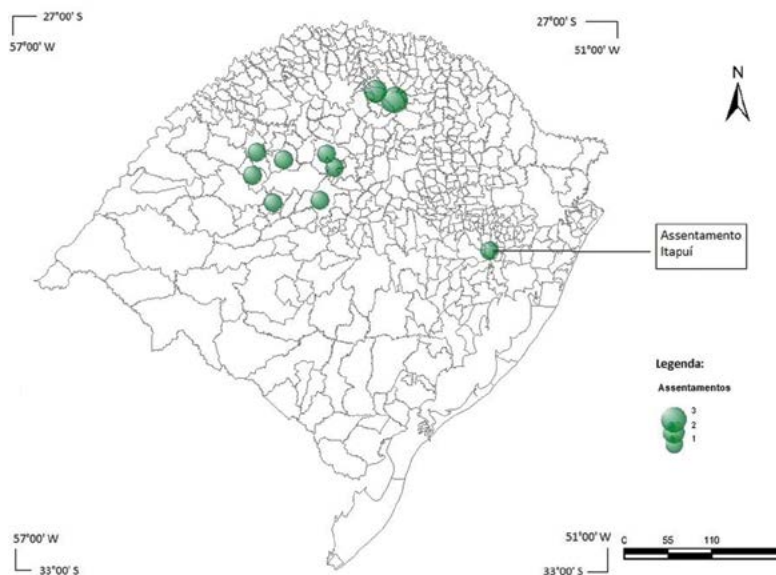 27°00' S
57°00' W
27°00' S
51°00' W
N
Assentamento
Itapuí
Legenda:
Assentamentos
3
2
1
57°00' W
33°00' S
51°00' W
33°00' S
0 55 110